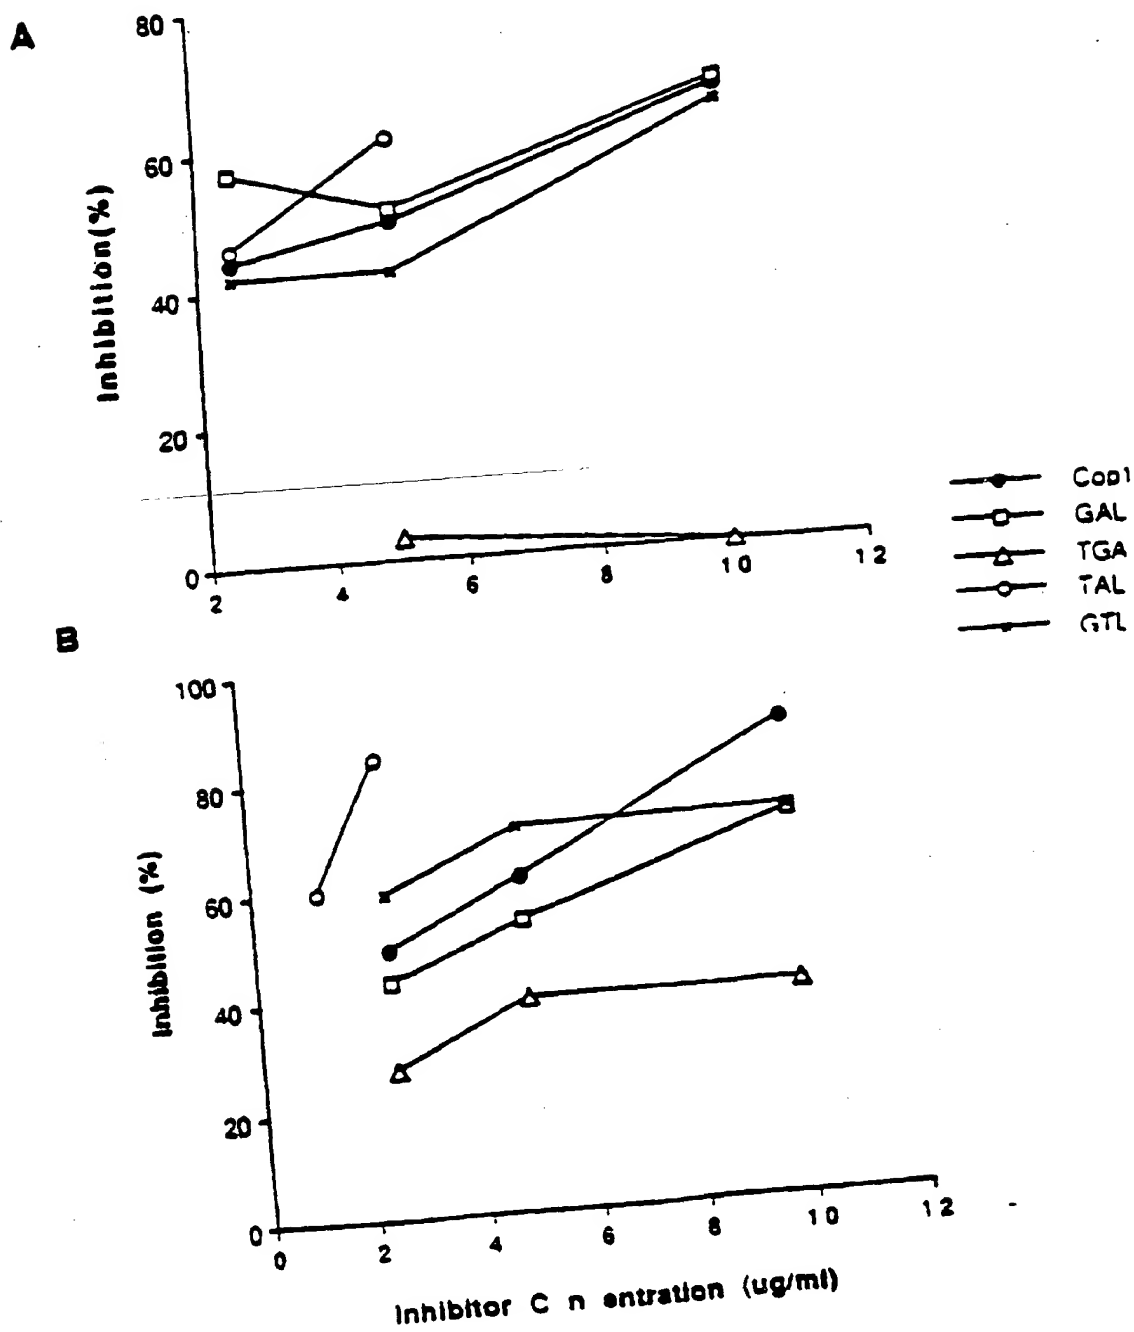 A
80
60
40
20
0
Inhibition(%)
2 4 6 8 10 12
Cop1
GAL
TGA
TAL
GTL
B
100
80
60
40
20
0
Inhibition (%)
0 2 4 6 8 10 12
Inhibitor C n entration (ug/ml)